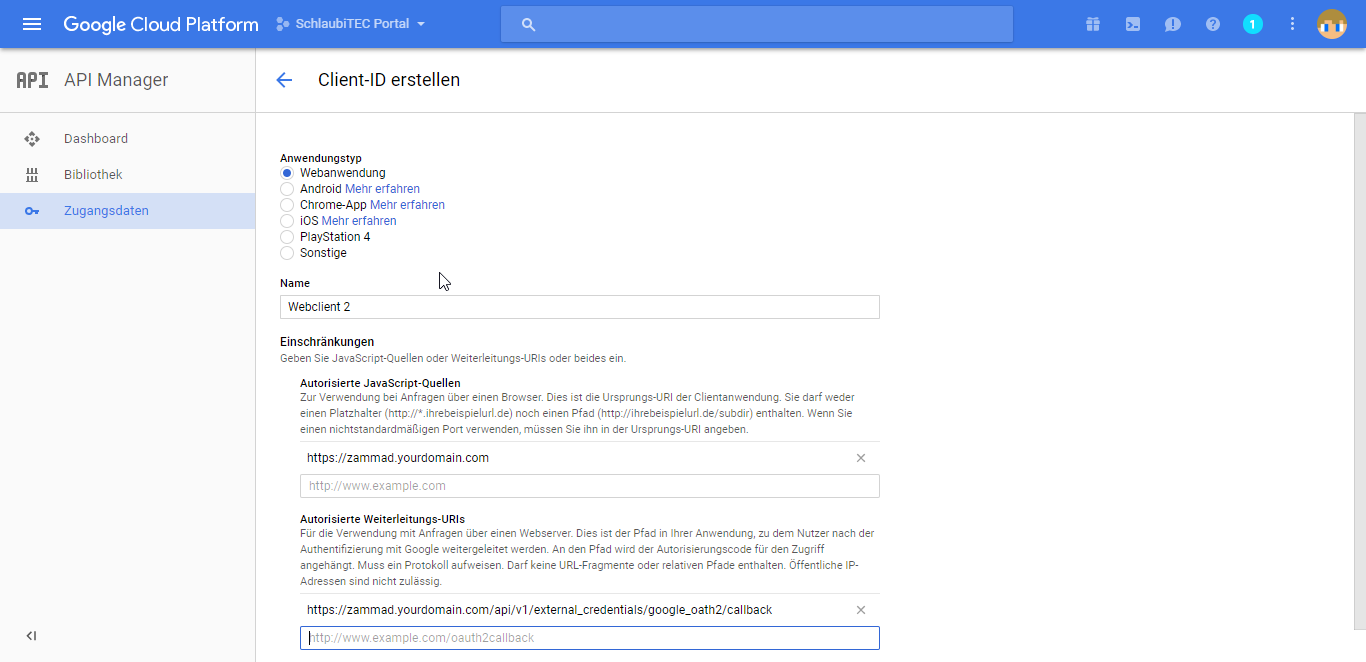 Google Cloud Platform SchlaubiTEC Portal 1
API API Manager
Client-ID erstellen
Dashboard
Bibliothek
Zugangsdaten
Anwendungstyp
Webanwendung
Android Mehr erfahren
Chrome-App Mehr erfahren
iOS Mehr erfahren
PlayStation 4
Sonstige
Name
Webclient 2
Einschränkungen
Geben Sie JavaScript-Quellen oder Weiterleitungs-URIs oder beides ein.
Autorisierte JavaScript-Quellen
Zur Verwendung bei Anfragen über einen Browser. Dies ist die Ursprungs-URI der Clientanwendung. Sie darf weder
einen Platzhalter (http://*.ihrebeispielurl.de) noch einen Pfad (http://ihrebeispielurl.de/subdir) enthalten. Wenn Sie
einen nichtstandardmäßigen Port verwenden, müssen Sie ihn in der Ursprungs-URI angeben.
https://zammad.yourdomain.com
http://www.example.com
Autorisierte Weiterleitungs-URIs
Für die Verwendung mit Anfragen über einen Webserver. Dies ist der Pfad in Ihrer Anwendung, zu dem Nutzer nach der
Authentifizierung mit Google weitergeleitet werden. An den Pfad wird der Autorisierungscode für den Zugriff
angehängt. Muss ein Protokoll aufweisen. Darf keine URL-Fragmente oder relativen Pfade enthalten. Öffentliche IP-
Adressen sind nicht zulässig.
https://zammad.yourdomain.com/api/v1/external_credentials/google_oath2/callback
http://www.example.com/oauth2callback